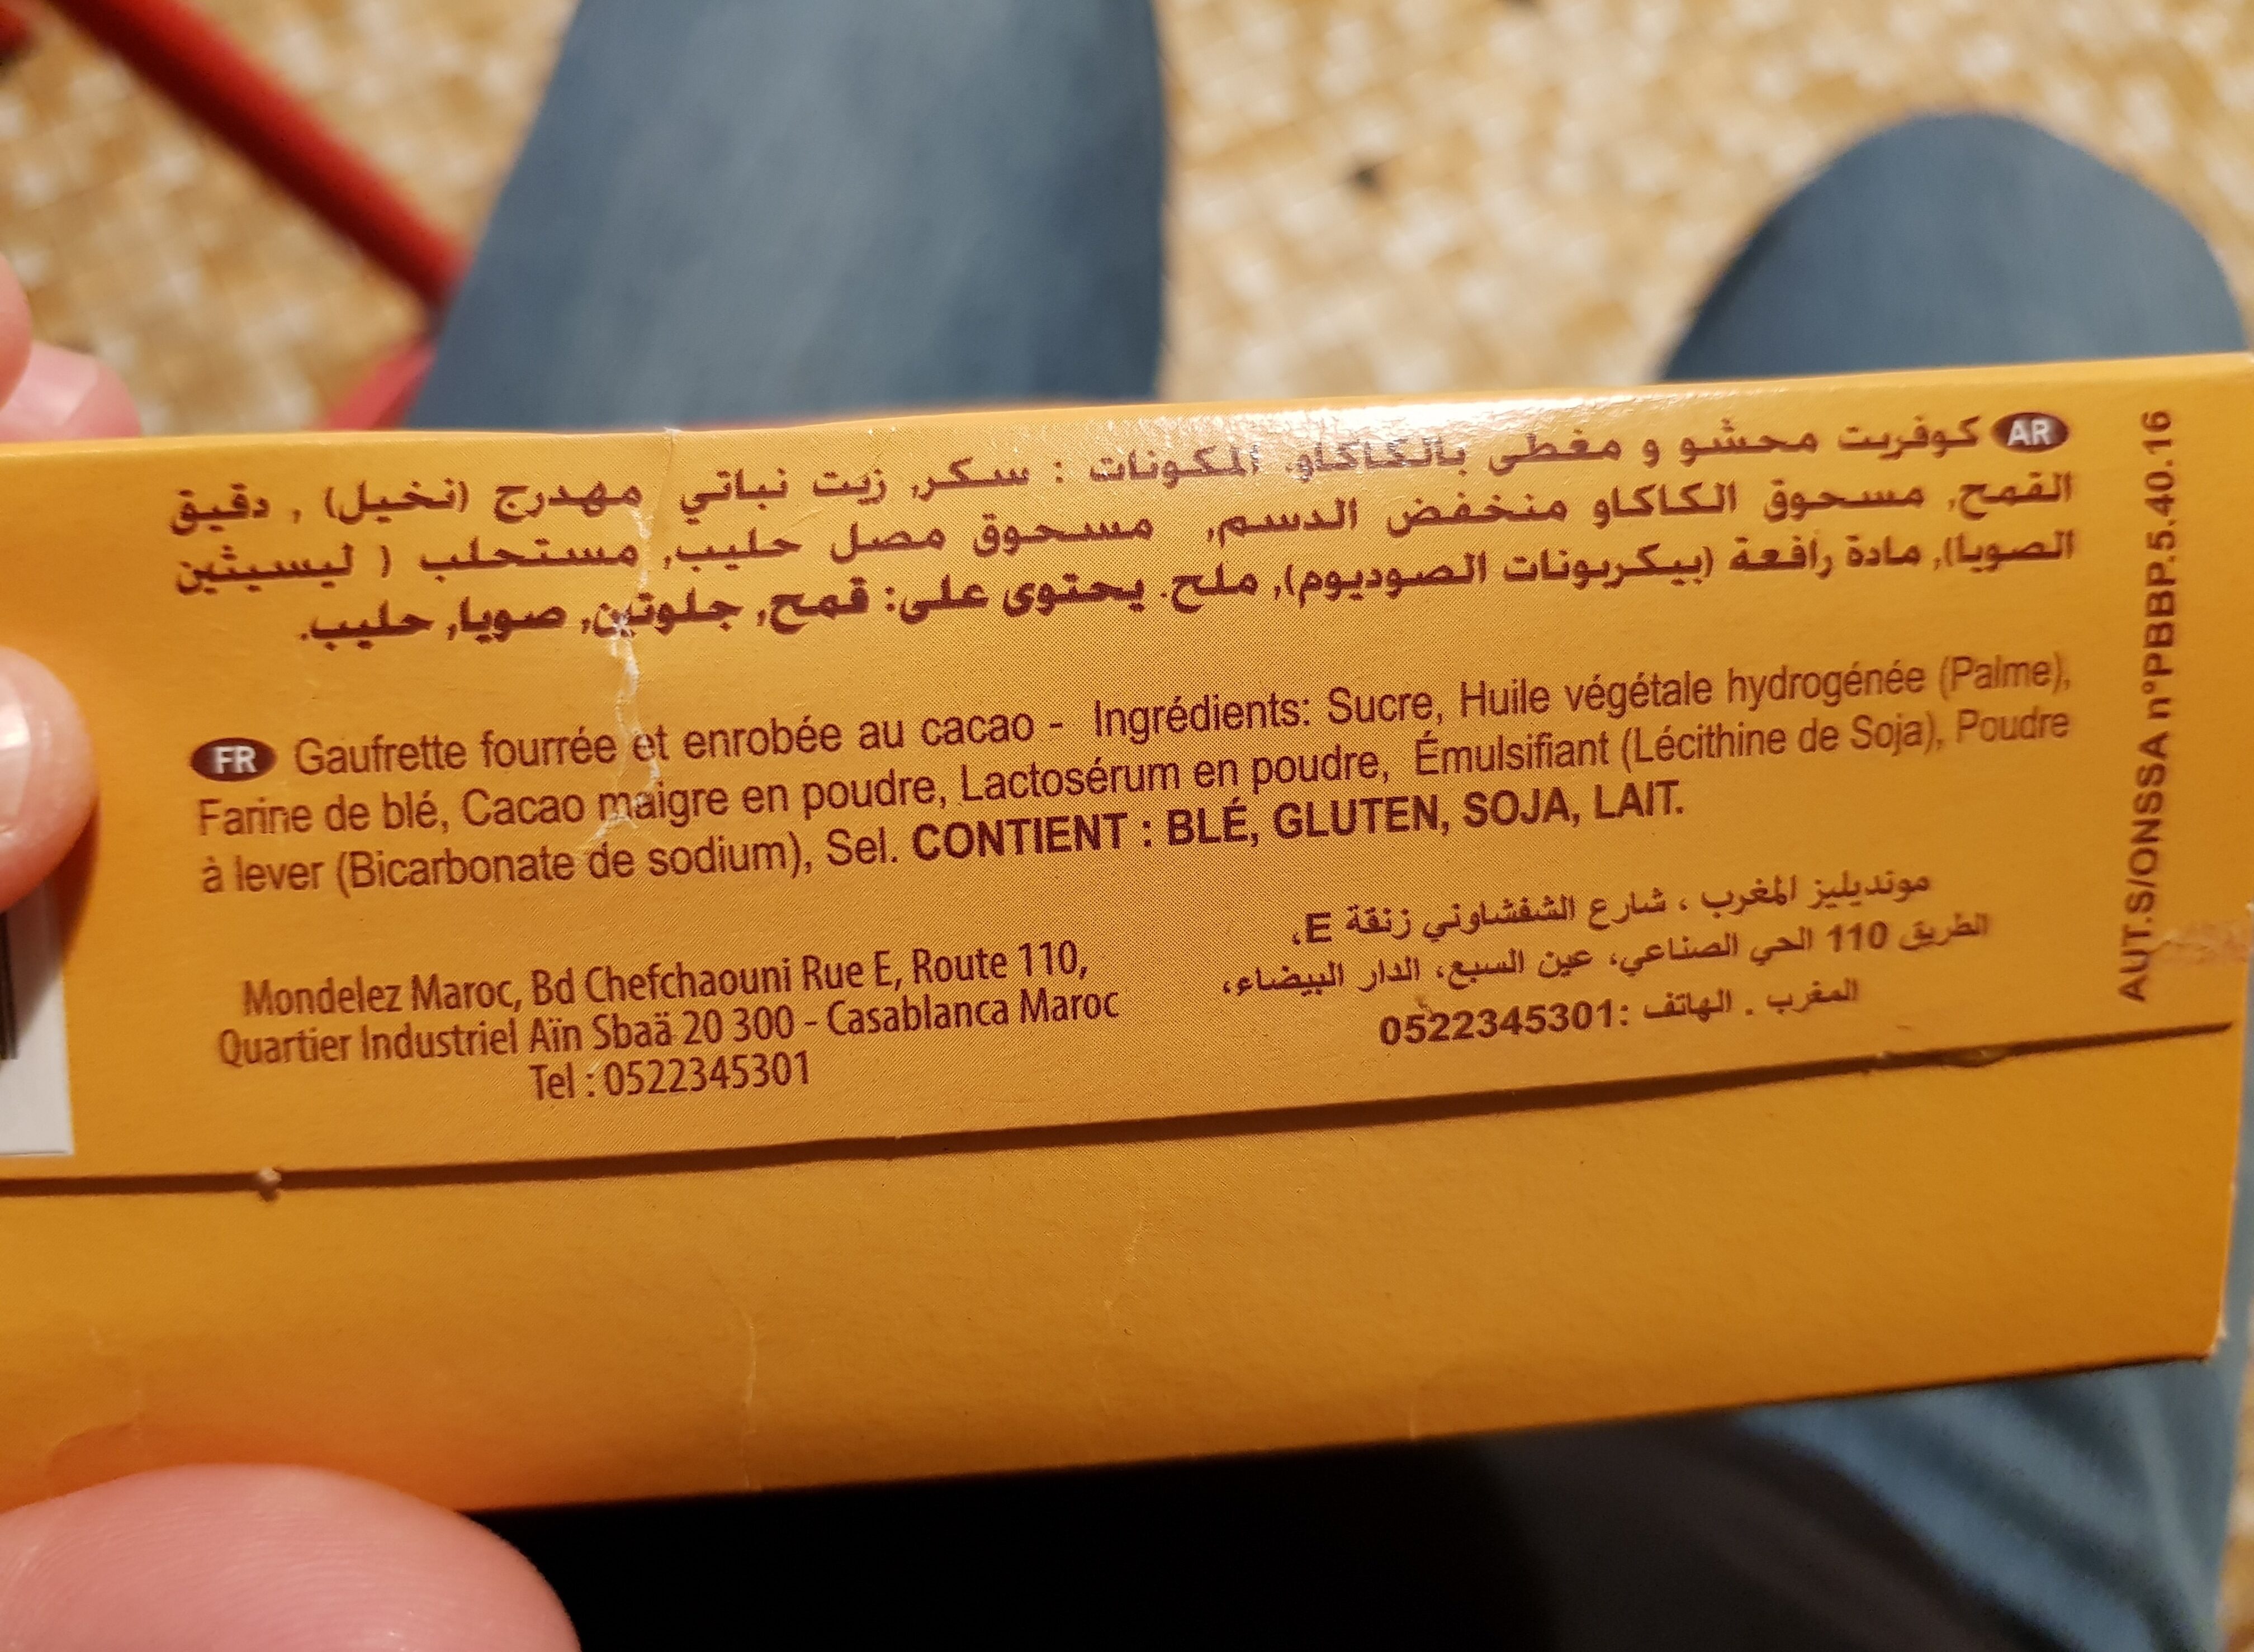 AR كوفريت محشو و مغطى بالكاكاو. المكونات : سكر, زيت نباتي مهدرج (نخيل) , دقيق
القمح, مسحوق الكاكاو منخفض الدسم, مسحوق مصل حليب, مستحلب ( ليسيثين
الصويا), مادة رافعة (بيكربونات الصوديوم), ملح. يحتوى على: قمح, جلوتين, صويا, حليب.
FR Gaufrette fourrée et enrobée au cacao - Ingrédients: Sucre, Huile végétale hydrogénée (Palme),
Farine de blé, Cacao maigre en poudre, Lactosérum en poudre, Émulsifiant (Lécithine de Soja), Poudre
à lever (Bicarbonate de sodium), Sel. CONTIENT : BLÉ, GLUTEN, SOJA, LAIT.
Mondelez Maroc, Bd Chefchaouni Rue E, Route 110,
Quartier Industriel Aïn Sbaä 20 300 - Casablanca Maroc
Tel : 0522345301
مونديليز المغرب ، شارع الشفشاوني زنقة E،
الطريق 110 الحي الصناعي، عين السبع، الدار البيضاء،
المغرب . الهاتف :0522345301
AUT.S/ONSSA n°PBBP.5.40.16